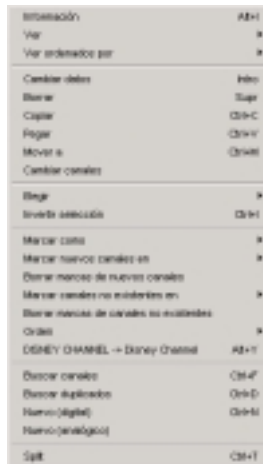 Información Alt+I
Ver
Ver ordenados por
Cambiar datos Intro
Borrar Supr
Copiar Ctrl+C
Pegar Ctrl+V
Mover a Ctrl+M
Cambiar canales
Elegir
Invertir selección Ctrl+I
Marcar como
Marcar nuevos canales en
Borrar marcas de nuevos canales
Marcar canales no existentes en
Borrar marcas de canales no existentes
Orden
DISNEY CHANNEL -> Disney Channel Alt+Y
Buscar canales Ctrl+F
Buscar duplicados Ctrl+D
Nuevo (digital) Ctrl+N
Nuevo (analógico)
Split Ctrl+T